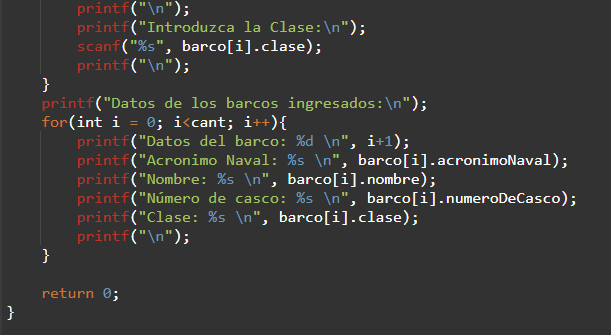 printf("\n");
printf("Introduzca la Clase:\n");
scanf("%s", barco[i].clase);
printf("\n");
}
printf("Datos de los barcos ingresados:\n");
for(int i = 0; i<cant; i++){
printf("Datos del barco: %d \n", i+1);
printf("Acronimo Naval: %s \n", barco[i].acronimoNaval);
printf("Nombre: %s \n", barco[i].nombre);
printf("Número de casco: %s \n", barco[i].numeroDeCasco);
printf("Clase: %s \n", barco[i].clase);
printf("\n");
}
return 0;
}